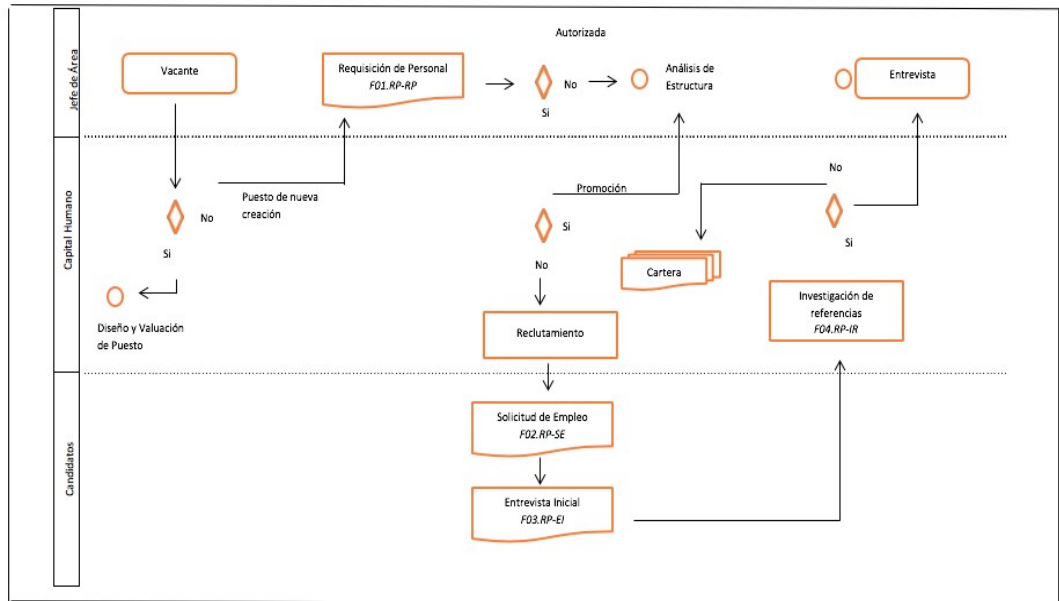 Jefe de Área
Autorizada
Vacante
Requisición de Personal
F01.RP-RP
No
Si
Análisis de
Estructura
Entrevista
Capital Humano
Puesto de nueva
creación
No
Si
Diseño y Valuación
de Puesto
Promoción
Si
No
Reclutamiento
Cartera
No
Si
Investigación de
referencias
F04.RP-IR
Candidatos
Solicitud de Empleo
F02.RP-SE
Entrevista Inicial
F03.RP-EI